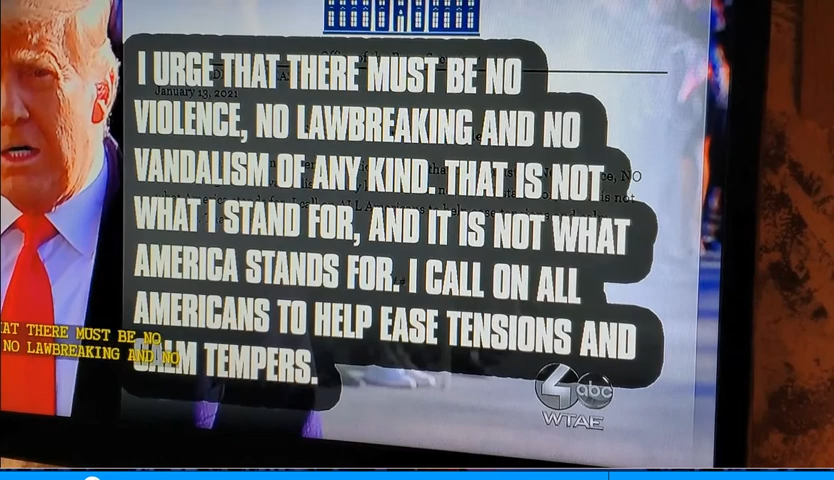 January 13, 2021
I URGE THAT THERE MUST BE NO
VIOLENCE, NO LAWBREAKING AND NO
VANDALISM OF ANY KIND. THAT IS NOT
WHAT I STAND FOR, AND IT IS NOT WHAT
AMERICA STANDS FOR. I CALL ON ALL
AMERICANS TO HELP EASE TENSIONS AND
CALM TEMPERS.
AT THERE MUST BE NO
NO LAWBREAKING AND NO
4 abc
WTAE